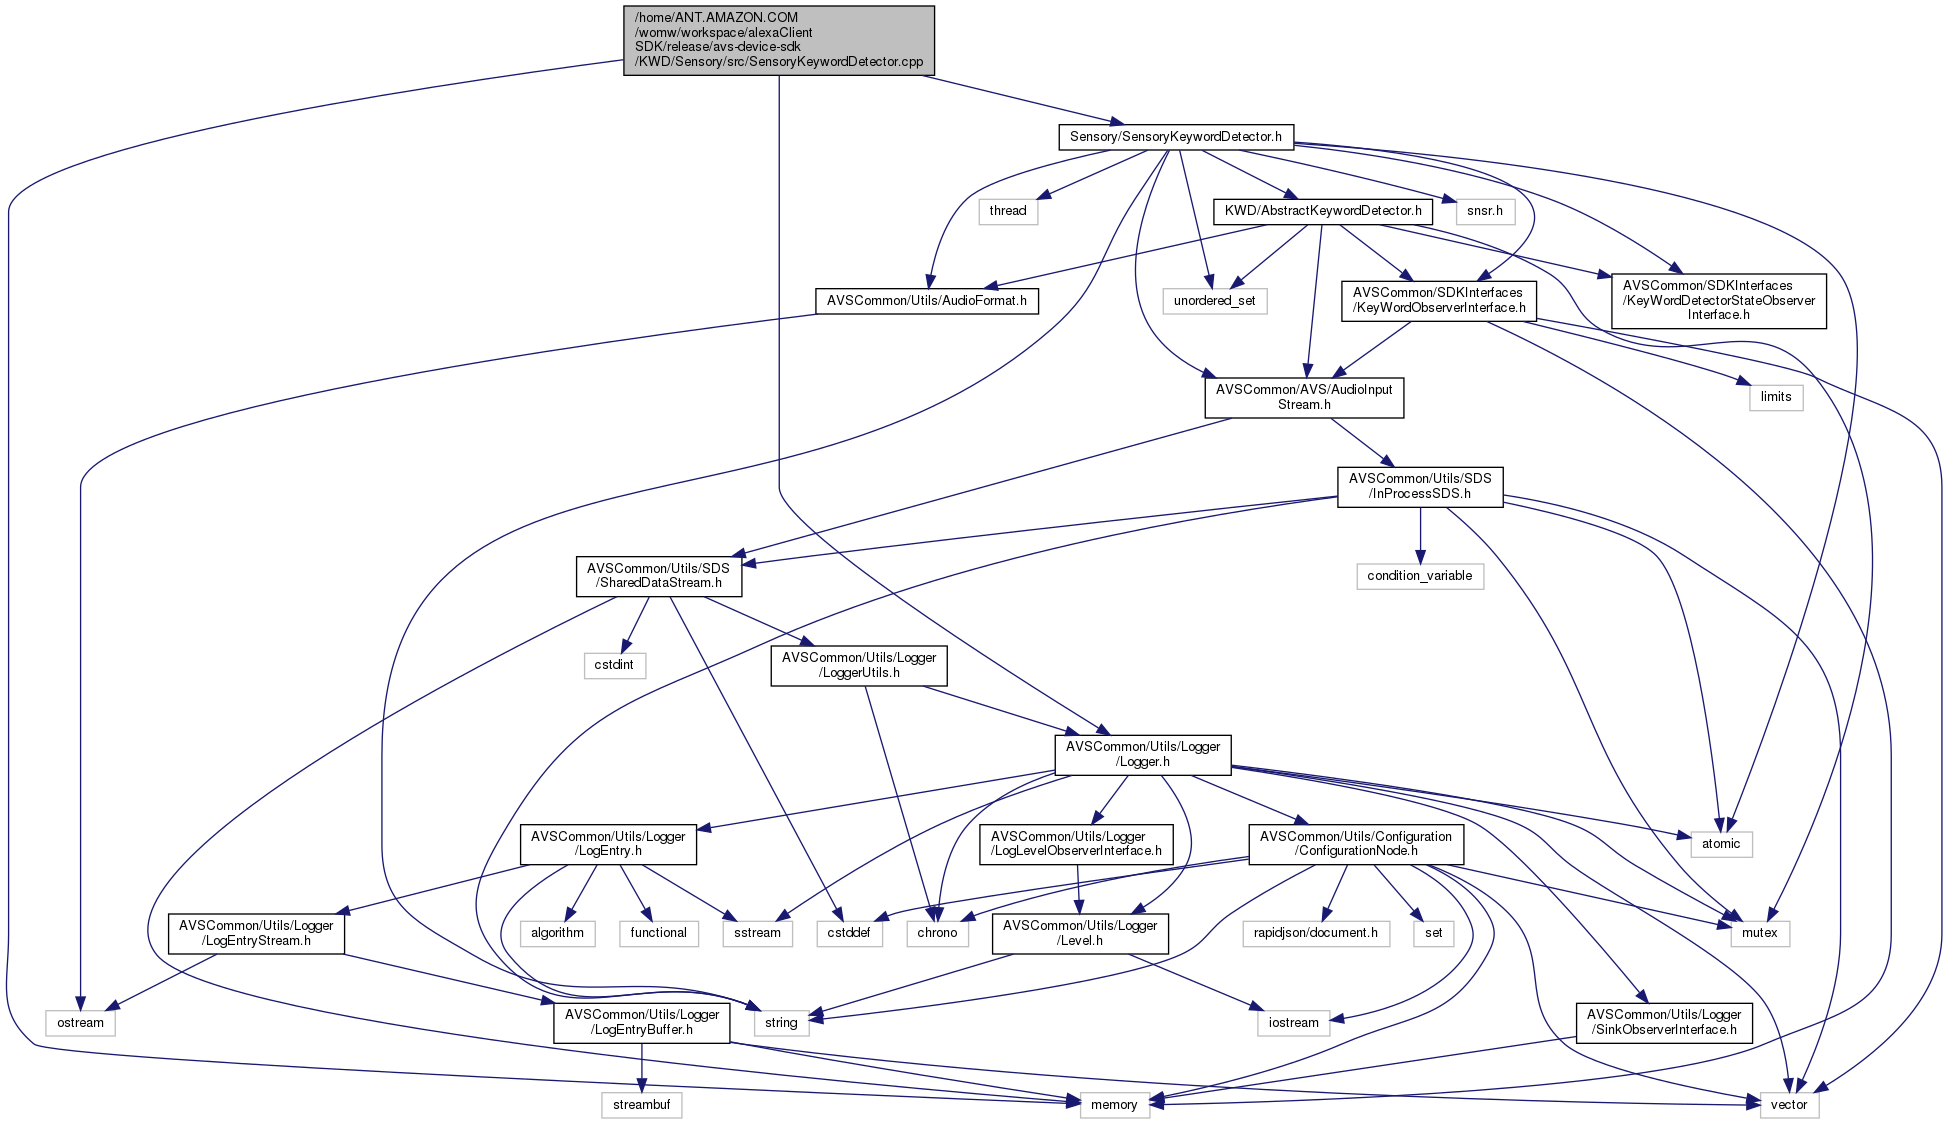 /home/ANT.AMAZON.COM
/womw/workspace/alexaClient
SDK/release/avs-device-sdk
/KWD/Sensory/src/SensoryKeywordDetector.cpp
Sensory/SensoryKeywordDetector.h
thread
KWD/AbstractKeywordDetector.h
snsr.h
AVSCommon/Utils/AudioFormat.h
unordered_set
AVSCommon/SDKInterfaces
/KeyWordObserverInterface.h
AVSCommon/SDKInterfaces
/KeyWordDetectorStateObserver
Interface.h
AVSCommon/AVS/AudioInput
Stream.h
limits
AVSCommon/Utils/SDS
/InProcessSDS.h
AVSCommon/Utils/SDS
/SharedDataStream.h
condition_variable
cstdint
AVSCommon/Utils/Logger
/LoggerUtils.h
AVSCommon/Utils/Logger
/Logger.h
AVSCommon/Utils/Logger
/LogEntry.h
AVSCommon/Utils/Logger
/LogLevelObserverInterface.h
AVSCommon/Utils/Configuration
/ConfigurationNode.h
atomic
AVSCommon/Utils/Logger
/LogEntryStream.h
algorithm
functional
sstream
cstddef
chrono
AVSCommon/Utils/Logger
/Level.h
rapidjson/document.h
set
mutex
ostream
AVSCommon/Utils/Logger
/LogEntryBuffer.h
string
iostream
AVSCommon/Utils/Logger
/SinkObserverInterface.h
streambuf
memory
vector